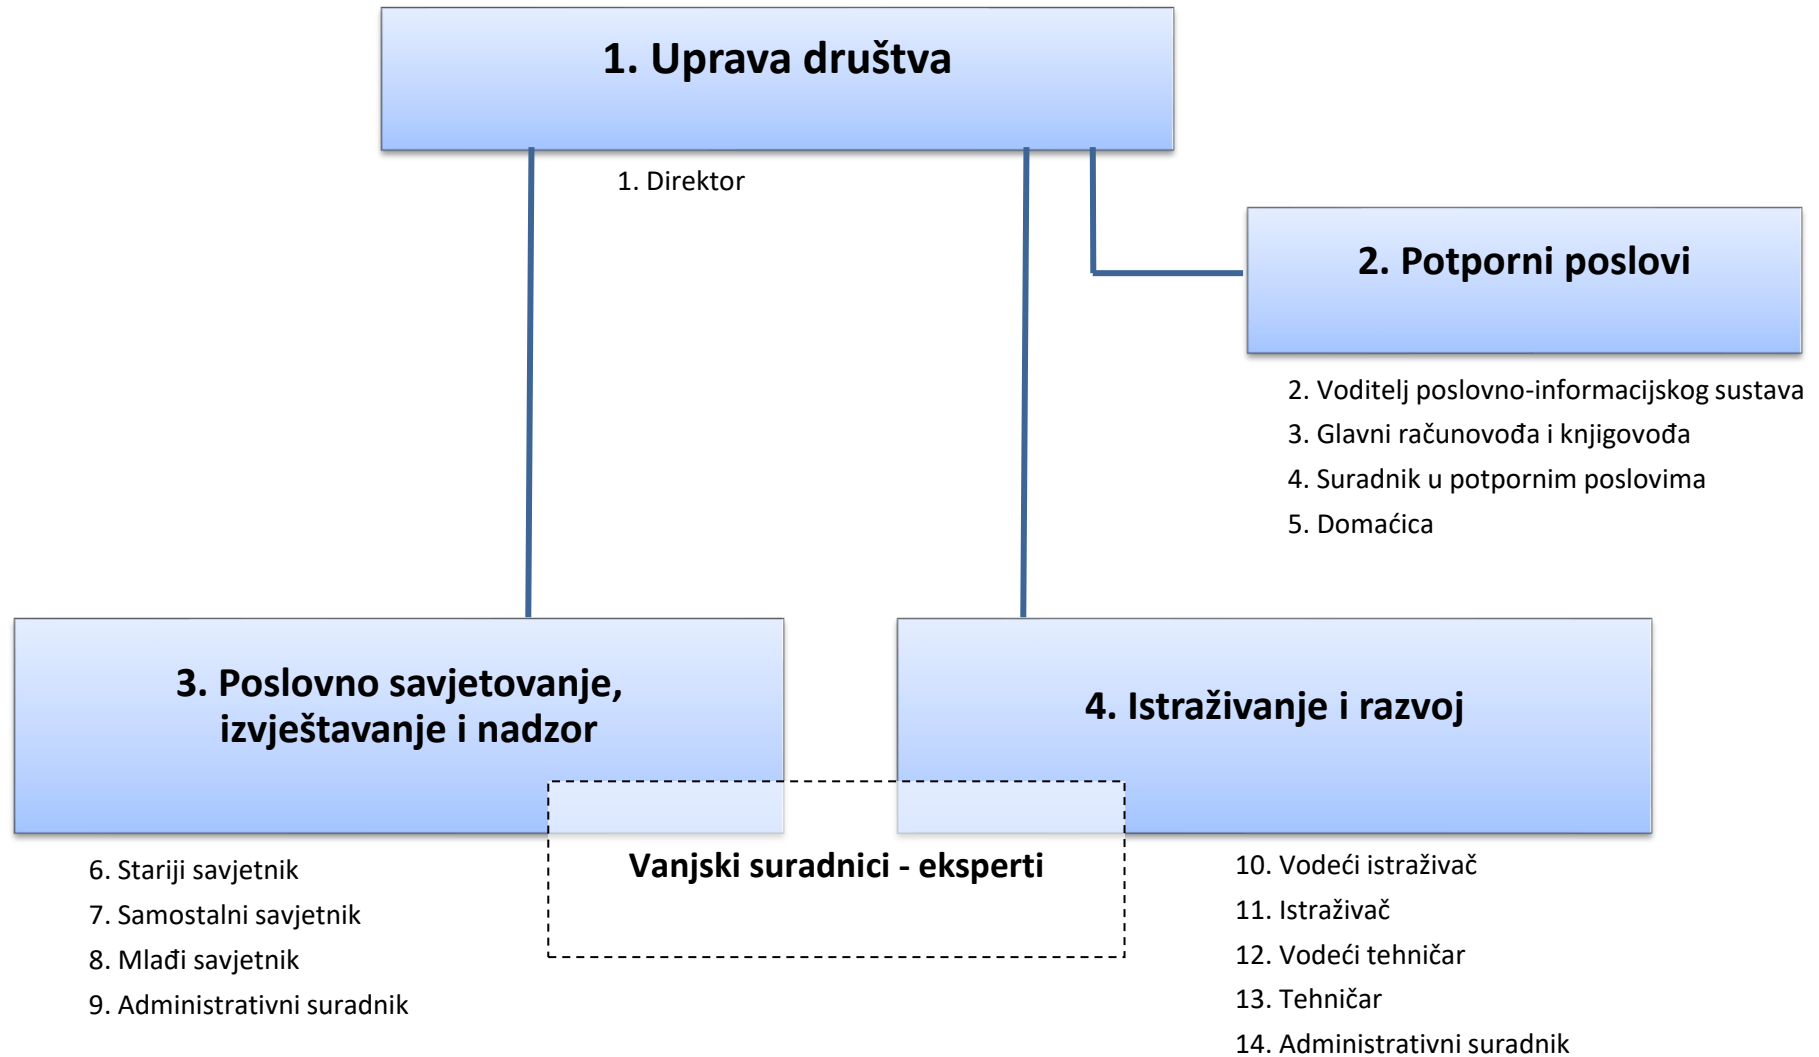 1. Uprava društva
1. Direktor
2. Potporni poslovi
2. Voditelj poslovno-informacijskog sustava
3. Glavni računovođa i knjigovođa
4. Suradnik u potpornim poslovima
5. Domaćica
3. Poslovno savjetovanje,
izvještavanje i nadzor
4. Istraživanje i razvoj
Vanjski suradnici - eksperti
6. Stariji savjetnik
7. Samostalni savjetnik
8. Mlađi savjetnik
9. Administrativni suradnik
10. Vodeći istraživač
11. Istraživač
12. Vodeći tehničar
13. Tehničar
14. Administrativni suradnik